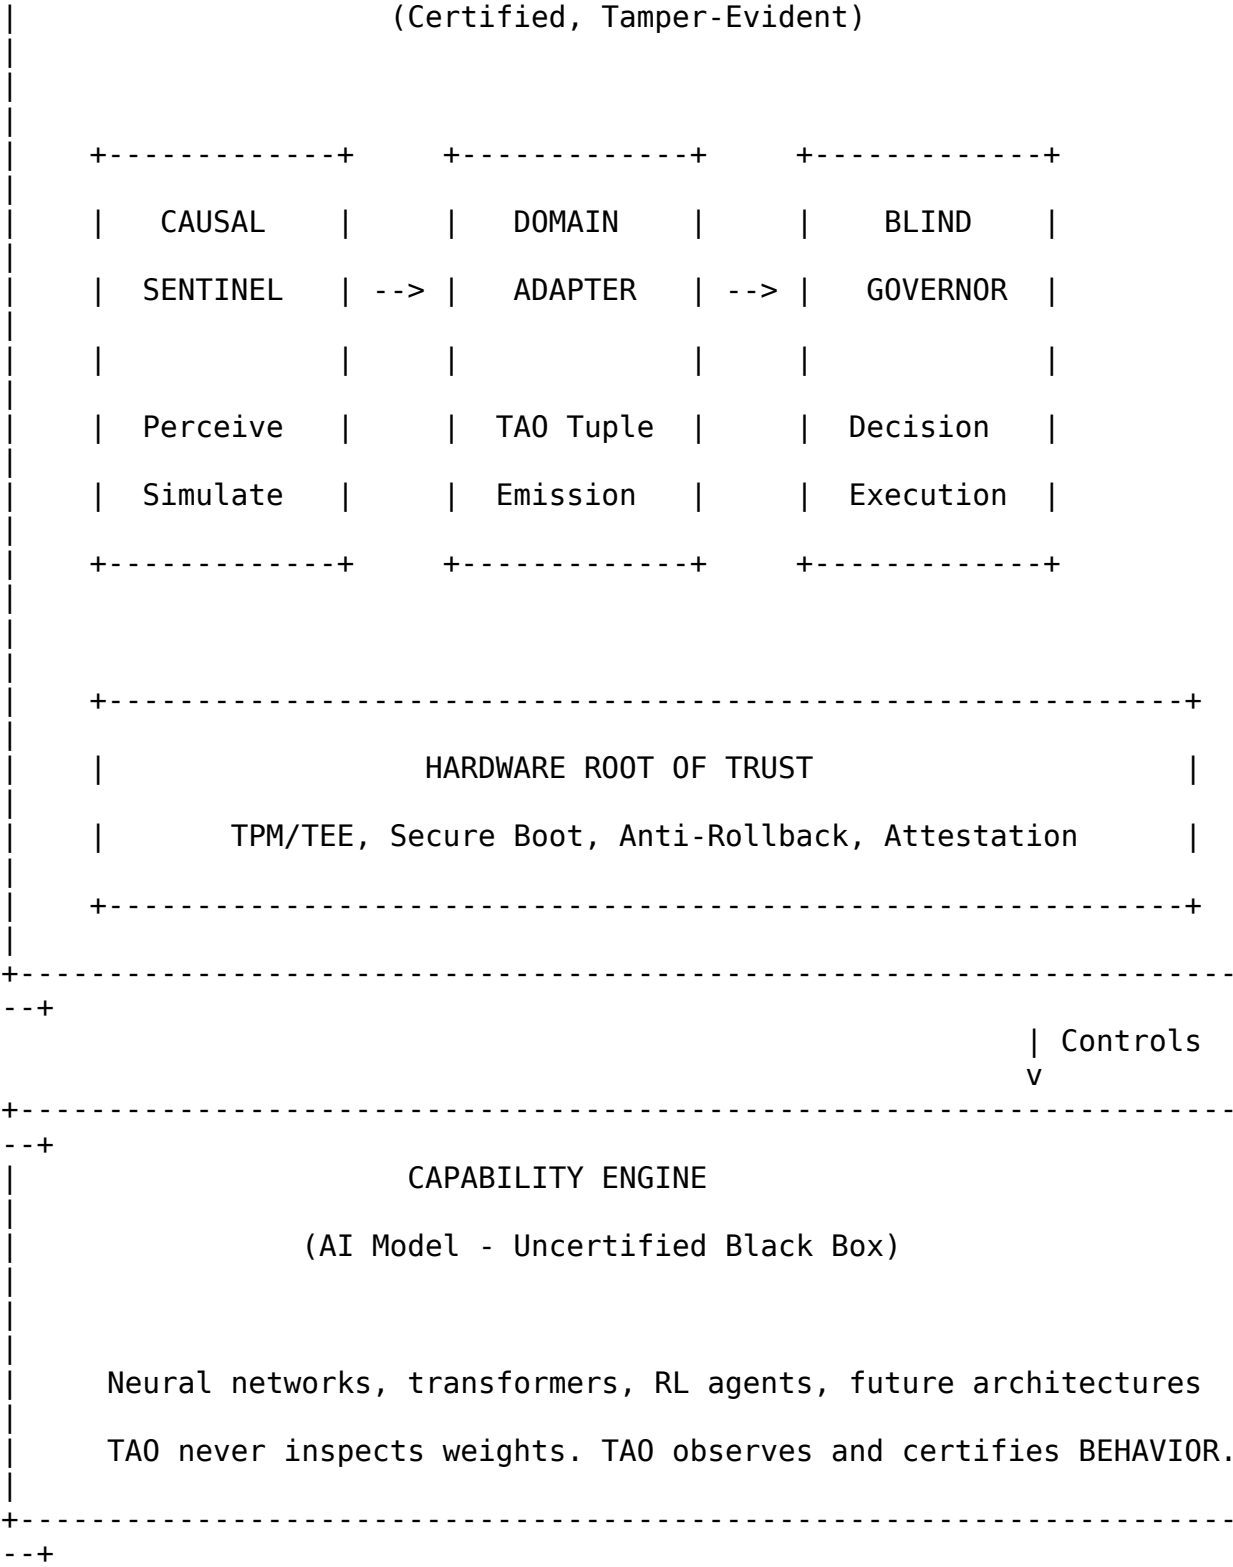 |                     (Certified, Tamper-Evident)
|
|
|
|    +-------------+     +-------------+     +-------------+
|
|    |   CAUSAL    |     |   DOMAIN    |     |    BLIND    |
|
|    |  SENTINEL   | --> |   ADAPTER   | --> |   GOVERNOR  |
|
|    |             |     |             |     |             |
|
|    |  Perceive   |     |  TAO Tuple  |     |  Decision   |
|
|    |  Simulate   |     |  Emission   |     |  Execution  |
|
|    +-------------+     +-------------+     +-------------+
|
|
|
|    +-------------------------------------------------------------+
|
|    |                  HARDWARE ROOT OF TRUST                     |
|
|    |       TPM/TEE, Secure Boot, Anti-Rollback, Attestation      |
|
|    +-------------------------------------------------------------+
|
+---------------------------------------------------------------------
--+
                                                          | Controls
                                                          v
+---------------------------------------------------------------------
--+
|                      CAPABILITY ENGINE
|
|                (AI Model - Uncertified Black Box)
|
|
|
|     Neural networks, transformers, RL agents, future architectures
|
|     TAO never inspects weights. TAO observes and certifies BEHAVIOR.
|
+---------------------------------------------------------------------
--+